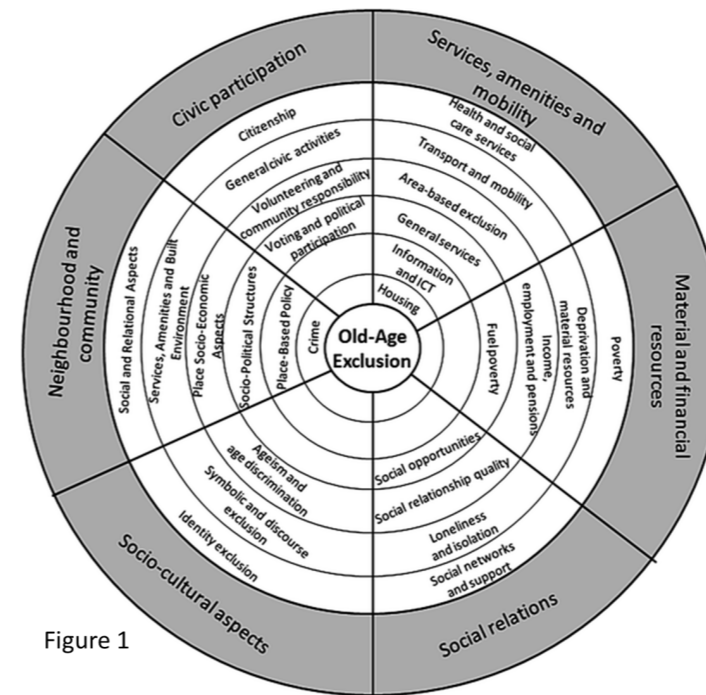 Civic participation
Citizenship
General civic activities
Volunteering and
community responsibility
Voting and political
participation
Services, amenities and
mobility
Health and social
care services
Transport and mobility
Area-based exclusion
General services
Information
and ICT
Housing
Material and financial
resources
Poverty
Deprivation and
material resources
Income,
employment and pensions
Fuel poverty
Social relations
Social networks
and support
Loneliness
and isolation
Social relationship quality
Social opportunities
Socio-cultural aspects
Identity exclusion
Symbolic and discourse
exclusion
Ageism and
age discrimination
Neighbourhood and
community
Social and Relational Aspects
Services, Amenities and Built
Environment
Place Socio-Economic
Aspects
Socio-Political Structures
Place-Based Policy
Crime
Old-Age
Exclusion
Figure 1